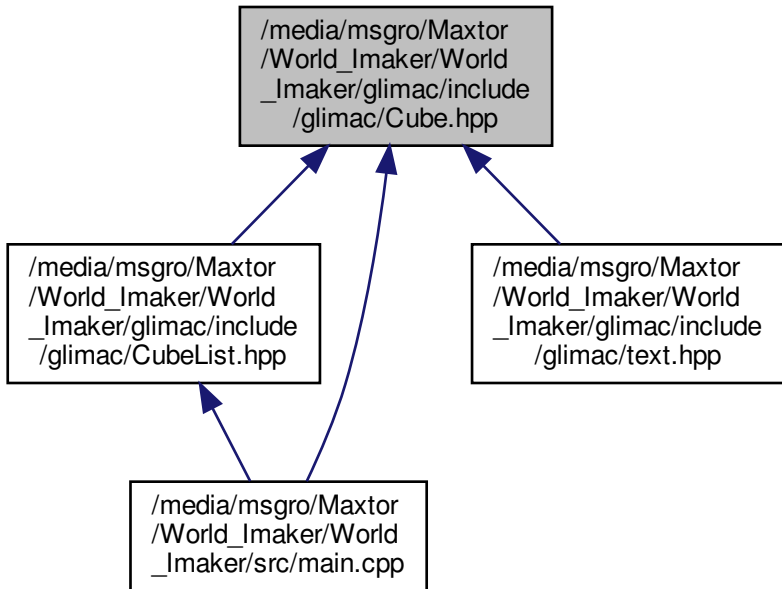 /media/msgro/Maxtor
/World_Imaker/World
_Imaker/glimac/include
/glimac/Cube.hpp
/media/msgro/Maxtor
/World_Imaker/World
_Imaker/glimac/include
/glimac/CubeList.hpp
/media/msgro/Maxtor
/World_Imaker/World
_Imaker/glimac/include
/glimac/text.hpp
/media/msgro/Maxtor
/World_Imaker/World
_Imaker/src/main.cpp